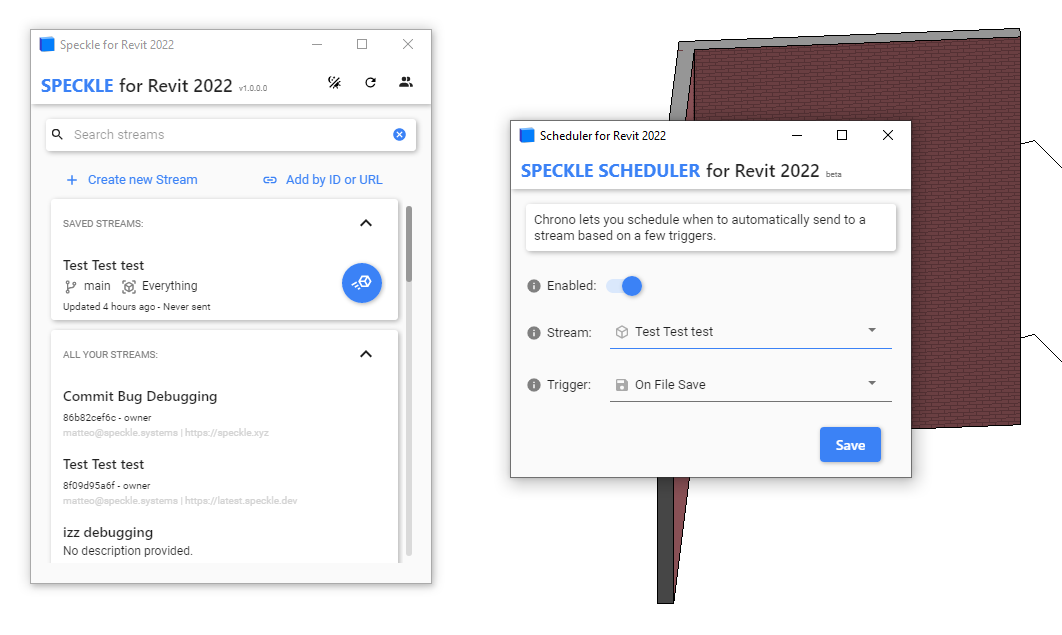 Speckle for Revit 2022
SPECKLE for Revit 2022 v1.0.0.0
Search streams
Create new Stream
Add by ID or URL
SAVED STREAMS:
Test Test test
main Everything
Updated 4 hours ago - Never sent
ALL YOUR STREAMS:
Commit Bug Debugging
86b82cef6c - owner
matteo@speckle.systems | https://speckle.xyz
Test Test test
8f09d95a6f - owner
matteo@speckle.systems | https://latest.speckle.dev
izz debugging
No description provided.
Scheduler for Revit 2022
SPECKLE SCHEDULER for Revit 2022 beta
Chrono lets you schedule when to automatically send to a
stream based on a few triggers.
Enabled:
Stream: Test Test test
Trigger: On File Save
Save